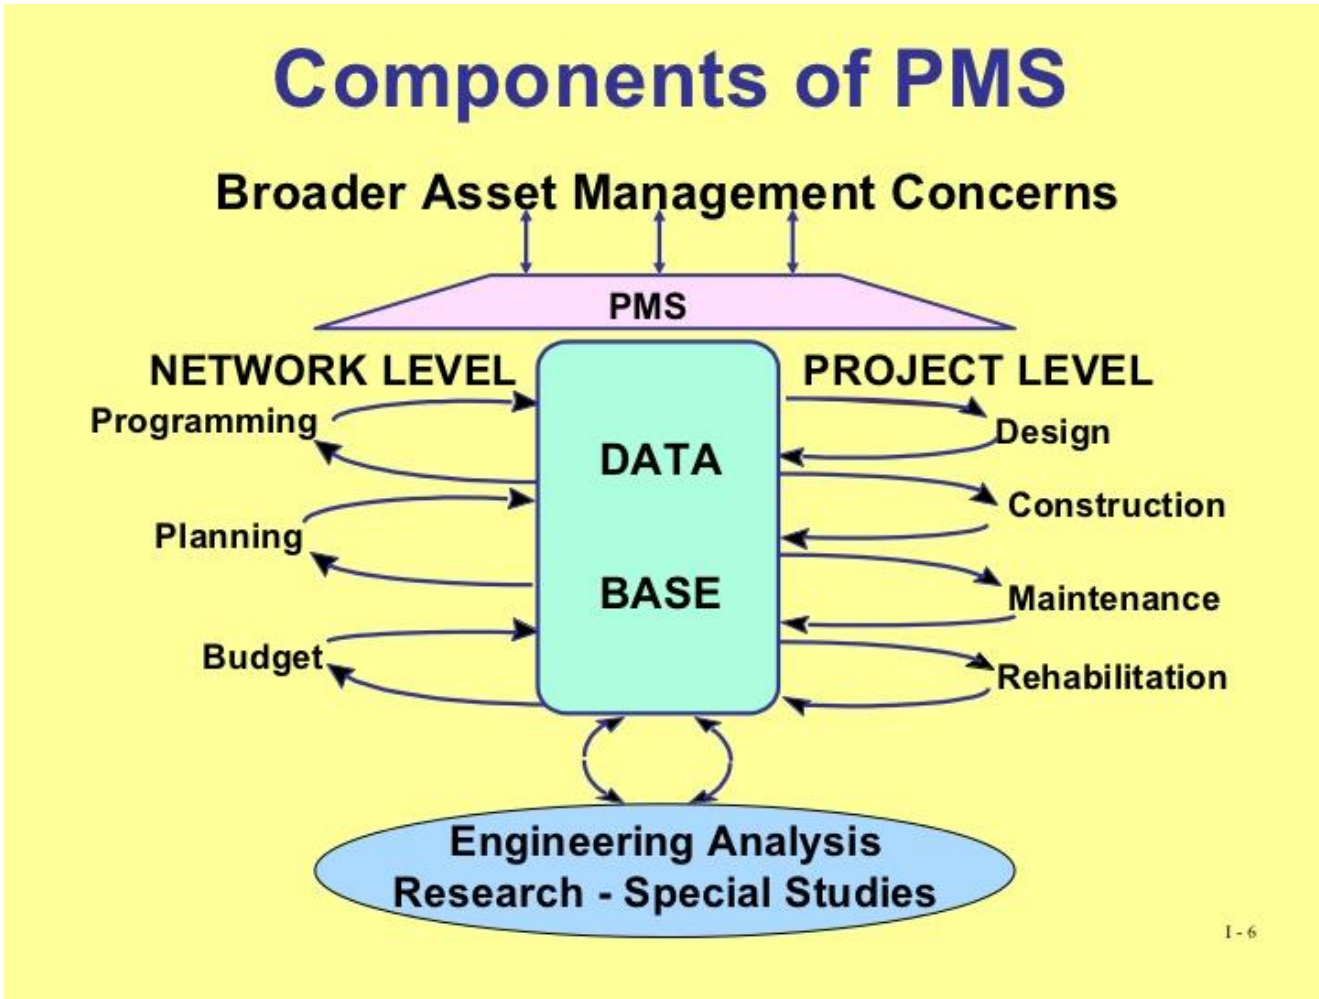 Components of PMS
Broader Asset Management Concerns
PMS
NETWORK LEVEL
PROJECT LEVEL
Programming
Planning
Budget
DATA
BASE
Design
Construction
Maintenance
Rehabilitation
Engineering Analysis
Research - Special Studies
I - 6